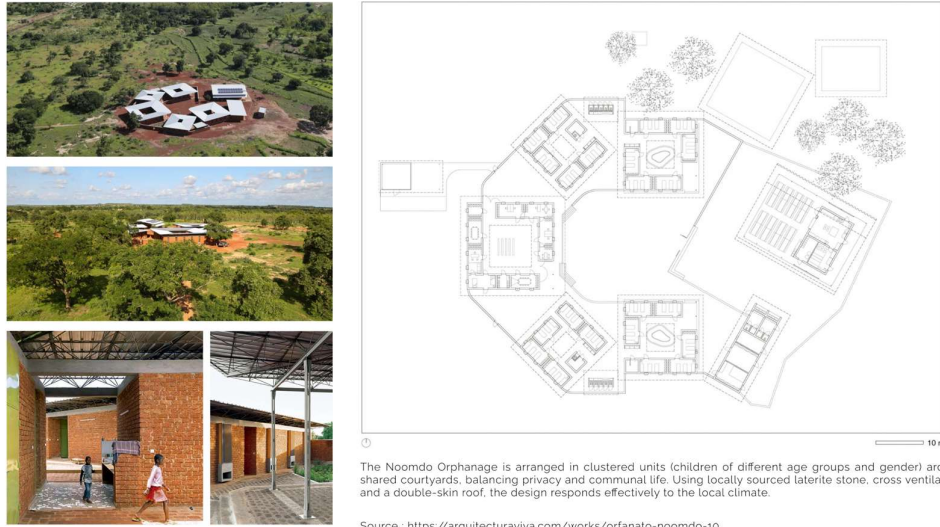 10 m
The Noomdo Orphanage is arranged in clustered units (children of different age groups and gender) aro
shared courtyards, balancing privacy and communal life. Using locally sourced laterite stone, cross ventila
and a double-skin roof, the design responds effectively to the local climate.
Source : https://arquitecturaviva.com/works/orfanato-noomdo-10